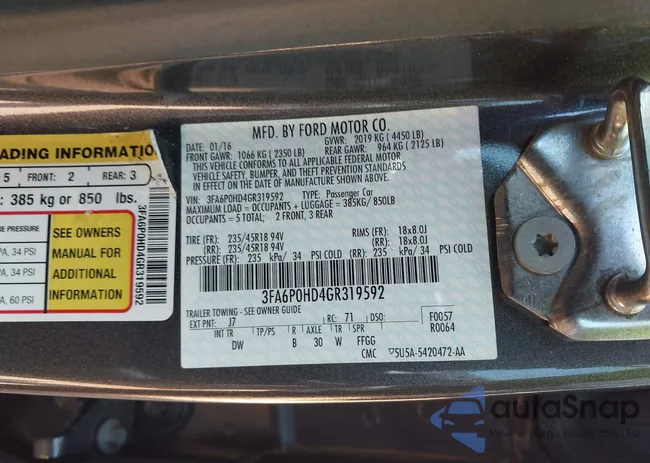 ADING INFORMATIO
5 FRONT: 2 REAR: 3
: 385 kg or 850 lbs.
PA, 34 PSI
PA, 34 PSI
A, 60 PSI
SEE OWNERS
MANUAL FOR
ADDITIONAL
INFORMATION
3FA6P0HD4GR319592
MFD. BY FORD MOTOR CO.
DATE: 01/16 GVWR: 2019 KG ( 4450 LB)
FRONT GAWR: 1066 KG ( 2350 LB) REAR GAWR: 964 KG ( 2125 LB)
THIS VEHICLE CONFORMS TO ALL APPLICABLE FEDERAL MOTOR
VEHICLE SAFETY, BUMPER, AND THEFT PREVENTION STANDARDS
IN EFFECT ON THE DATE OF MANUFACTURE SHOWN ABOVE.
VIN: 3FA6P0HD4GR319592 TYPE: Passenger Car
MAXIMUM LOAD = OCCUPANTS + LUGGAGE = 385KG/ 850LB
OCCUPANTS = 5 TOTAL: 2 FRONT, 3 REAR
TIRE (FR): 235/45R18 94V RIMS (FR): 18x8.0J
(RR): 235/45R18 94V (RR): 18x8.0J
PRESSURE (FR): 235 kPa/ 34 PSI COLD (RR): 235 kPa/ 34 PSI COLD
3FA6P0HD4GR319592
TRAILER TOWING - SEE OWNER GUIDE
EXT PNT: J7 RC: 71 DSO: F0057
INT TR TP/PS R AXLE TR SPR R0064
DW B 30 W FFGG
CMC 5U5A-5420472-AA
autoSnap